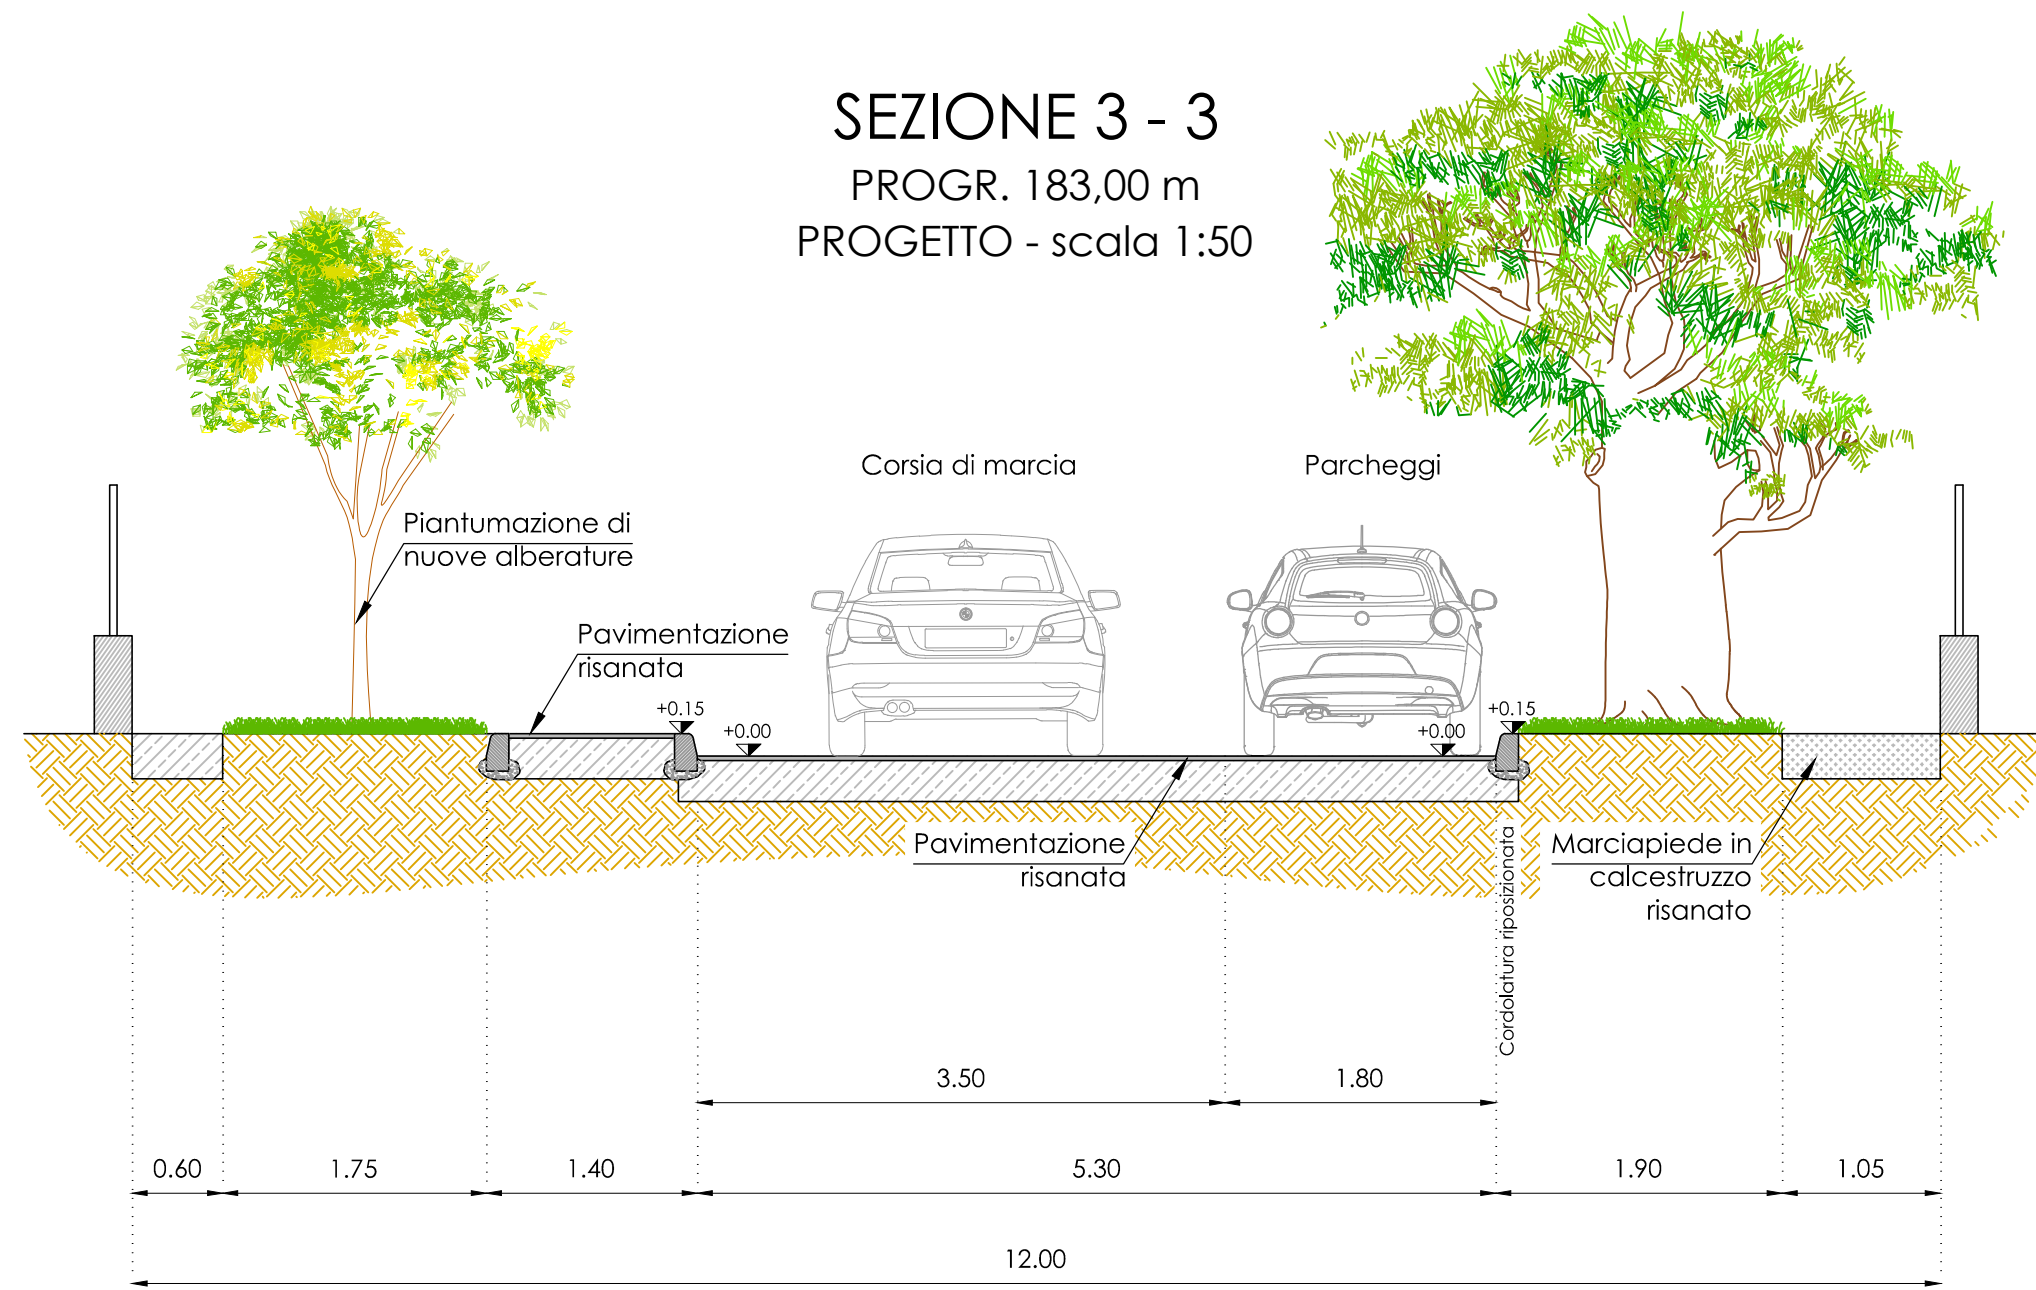 SEZIONE 3 - 3
PROGR. 183,00 m
PROGETTO - scala 1:50
Corsia di marcia
Parcheggi
Piantumazione di
nuove alberature
Pavimentazione
risanata
+0.15
+0.00
+0.00
+0.15
Pavimentazione
risanata
Cordolatura riposizionata
Marciapiede in
calcestruzzo
risanato
3.50
1.80
0.60
1.75
1.40
5.30
1.90
1.05
12.00